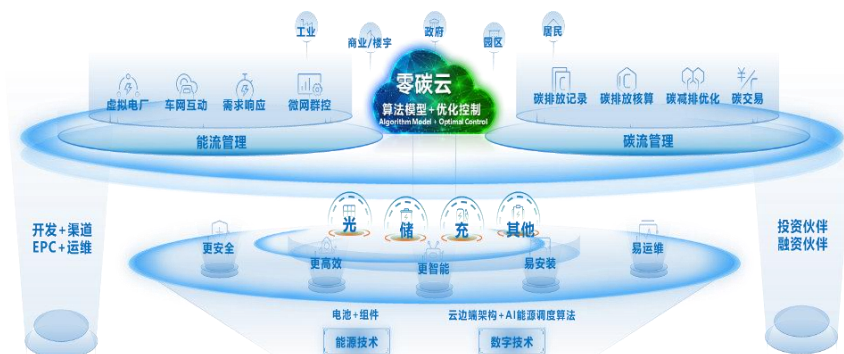 工业
商业/楼宇
政府
园区
居民
零碳云
算法模型+优化控制
Algorithm Model + Optimal Control
虚拟电厂
车网互动
需求响应
微网群控
碳排放记录
碳排放核算
碳减排优化
碳交易
能流管理
碳流管理
开发+渠道
EPC+运维
投资伙伴
融资伙伴
光
储
充
其他
更安全
更高效
更智能
易安装
易运维
电池+组件
云边端架构+AI能源调度算法
能源技术
数字技术